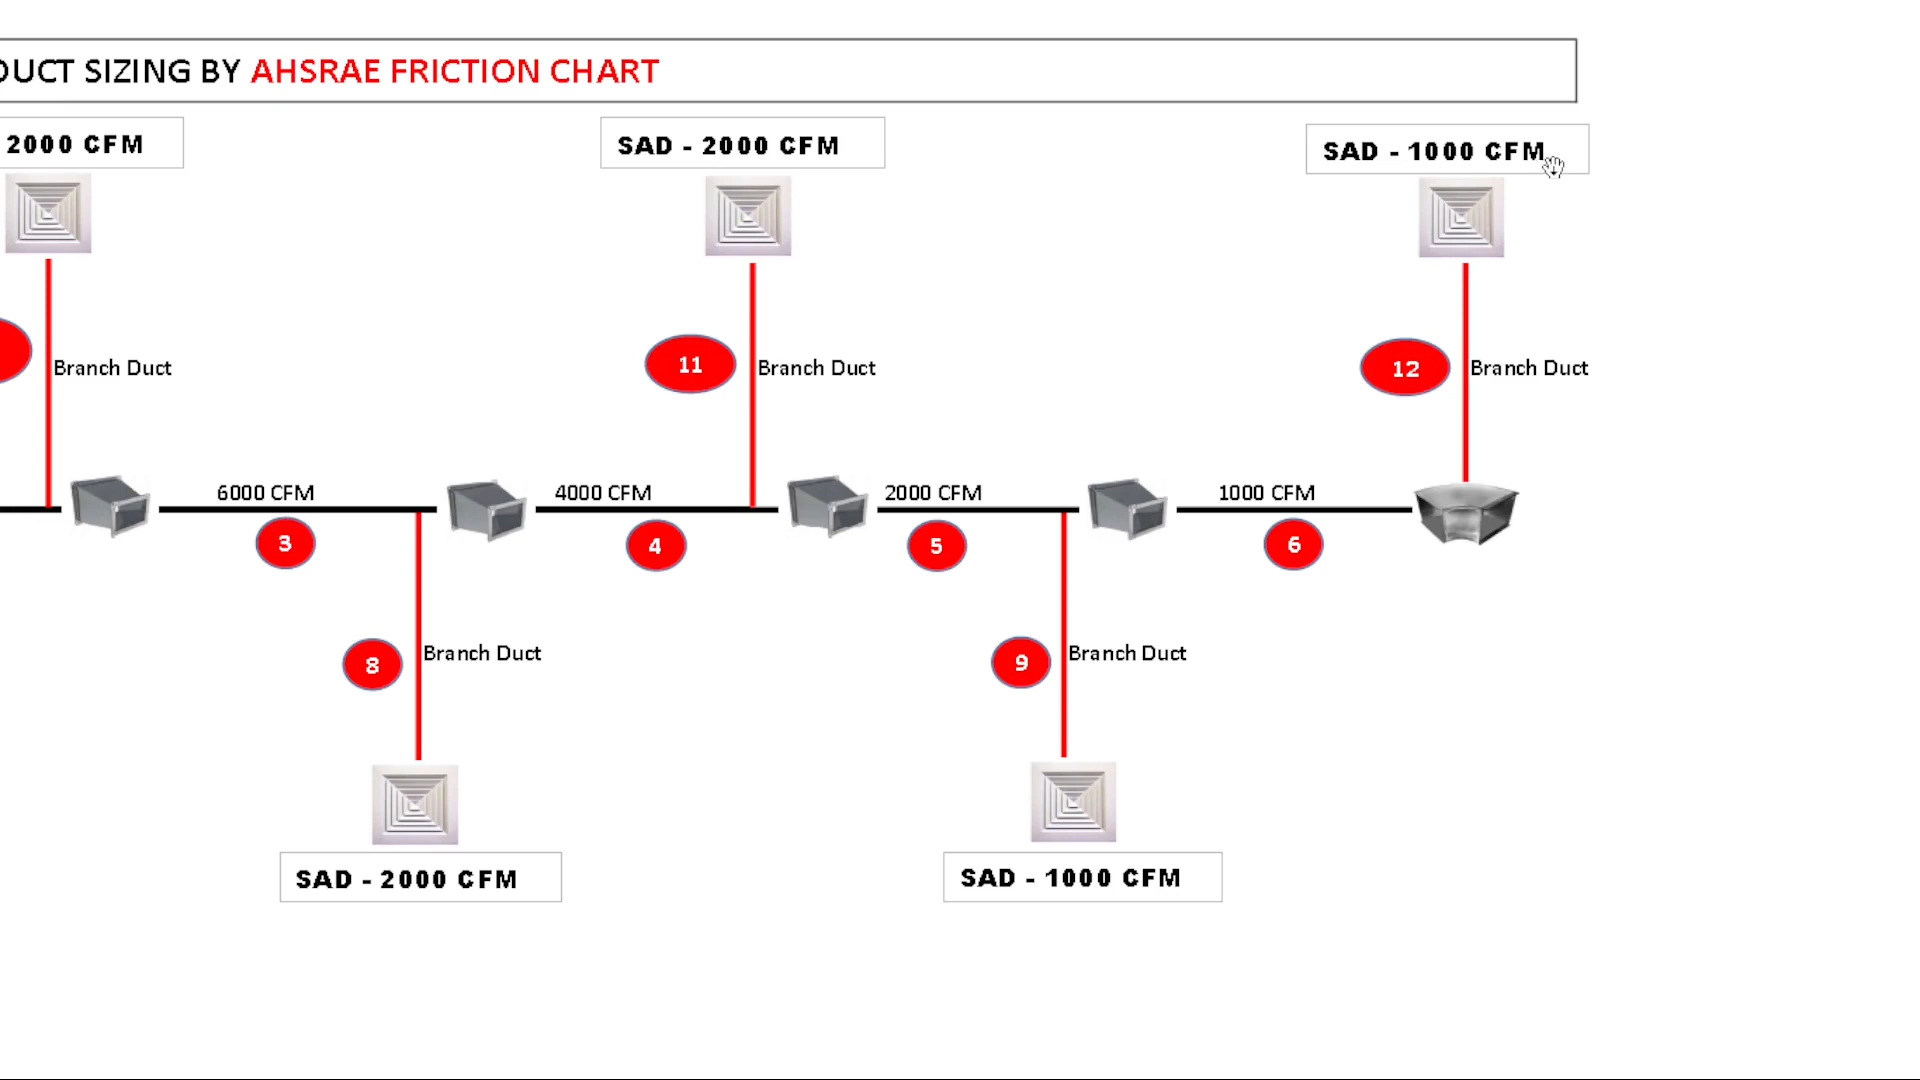 DUCT SIZING BY AHSRAE FRICTION CHART
2000 CFM
SAD - 2000 CFM
SAD - 1000 CFM
11
12
Branch Duct
Branch Duct
Branch Duct
6000 CFM
4000 CFM
2000 CFM
1000 CFM
3
4
5
6
8
Branch Duct
9
Branch Duct
SAD - 2000 CFM
SAD - 1000 CFM